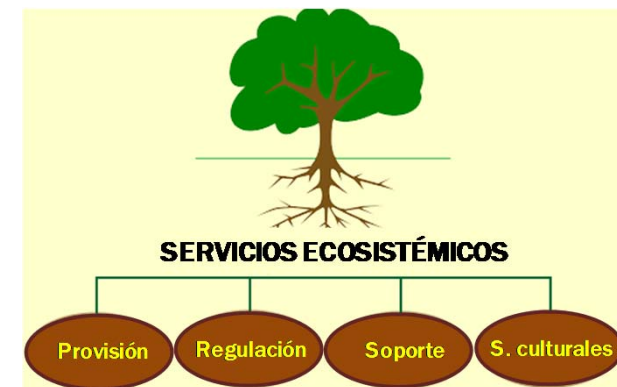 SERVICIOS ECOSISTÉMICOS
Provisión
Regulación
Soporte
S. culturales